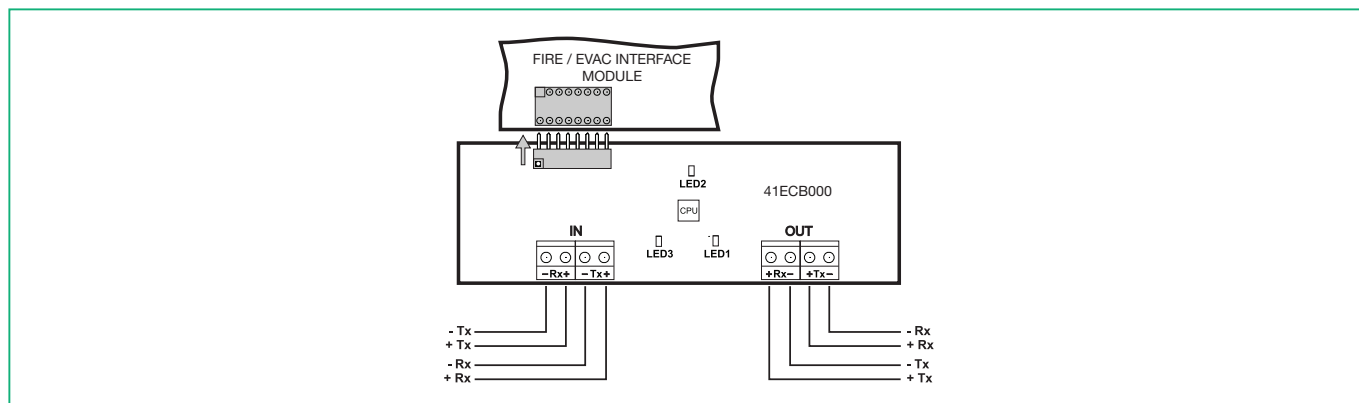 FIRE / EVAC INTERFACE
MODULE
LED2
41ECB000
CPU
IN
OUT
LED3
LED1
−Rx+
−Tx+
+Rx−
+Tx−
- Tx
+ Tx
- Rx
+ Rx
- Rx
+ Rx
- Tx
+ Tx